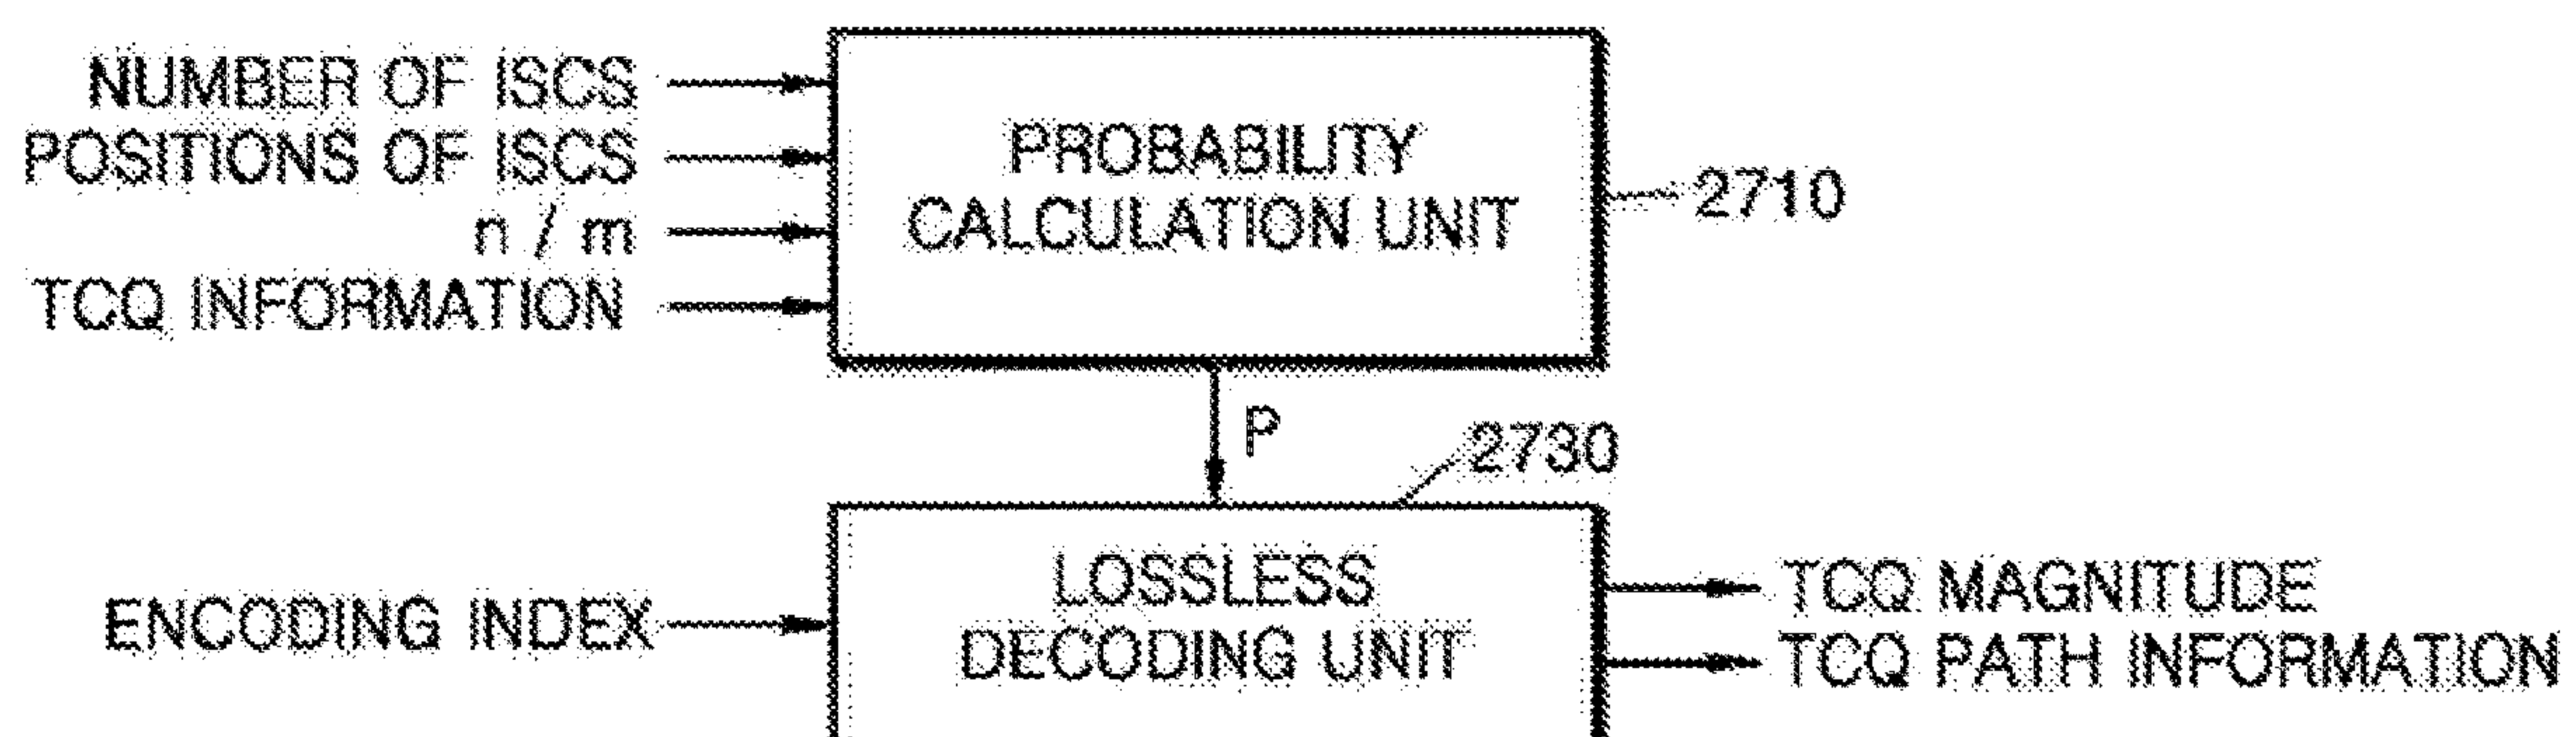 NUMBER OF ISCS
POSITIONS OF ISCS
n / m
TCQ INFORMATION
PROBABILITY
CALCULATION UNIT
2710
P
2730
ENCODING INDEX
LOSSLESS
DECODING UNIT
TCQ MAGNITUDE
TCQ PATH INFORMATION